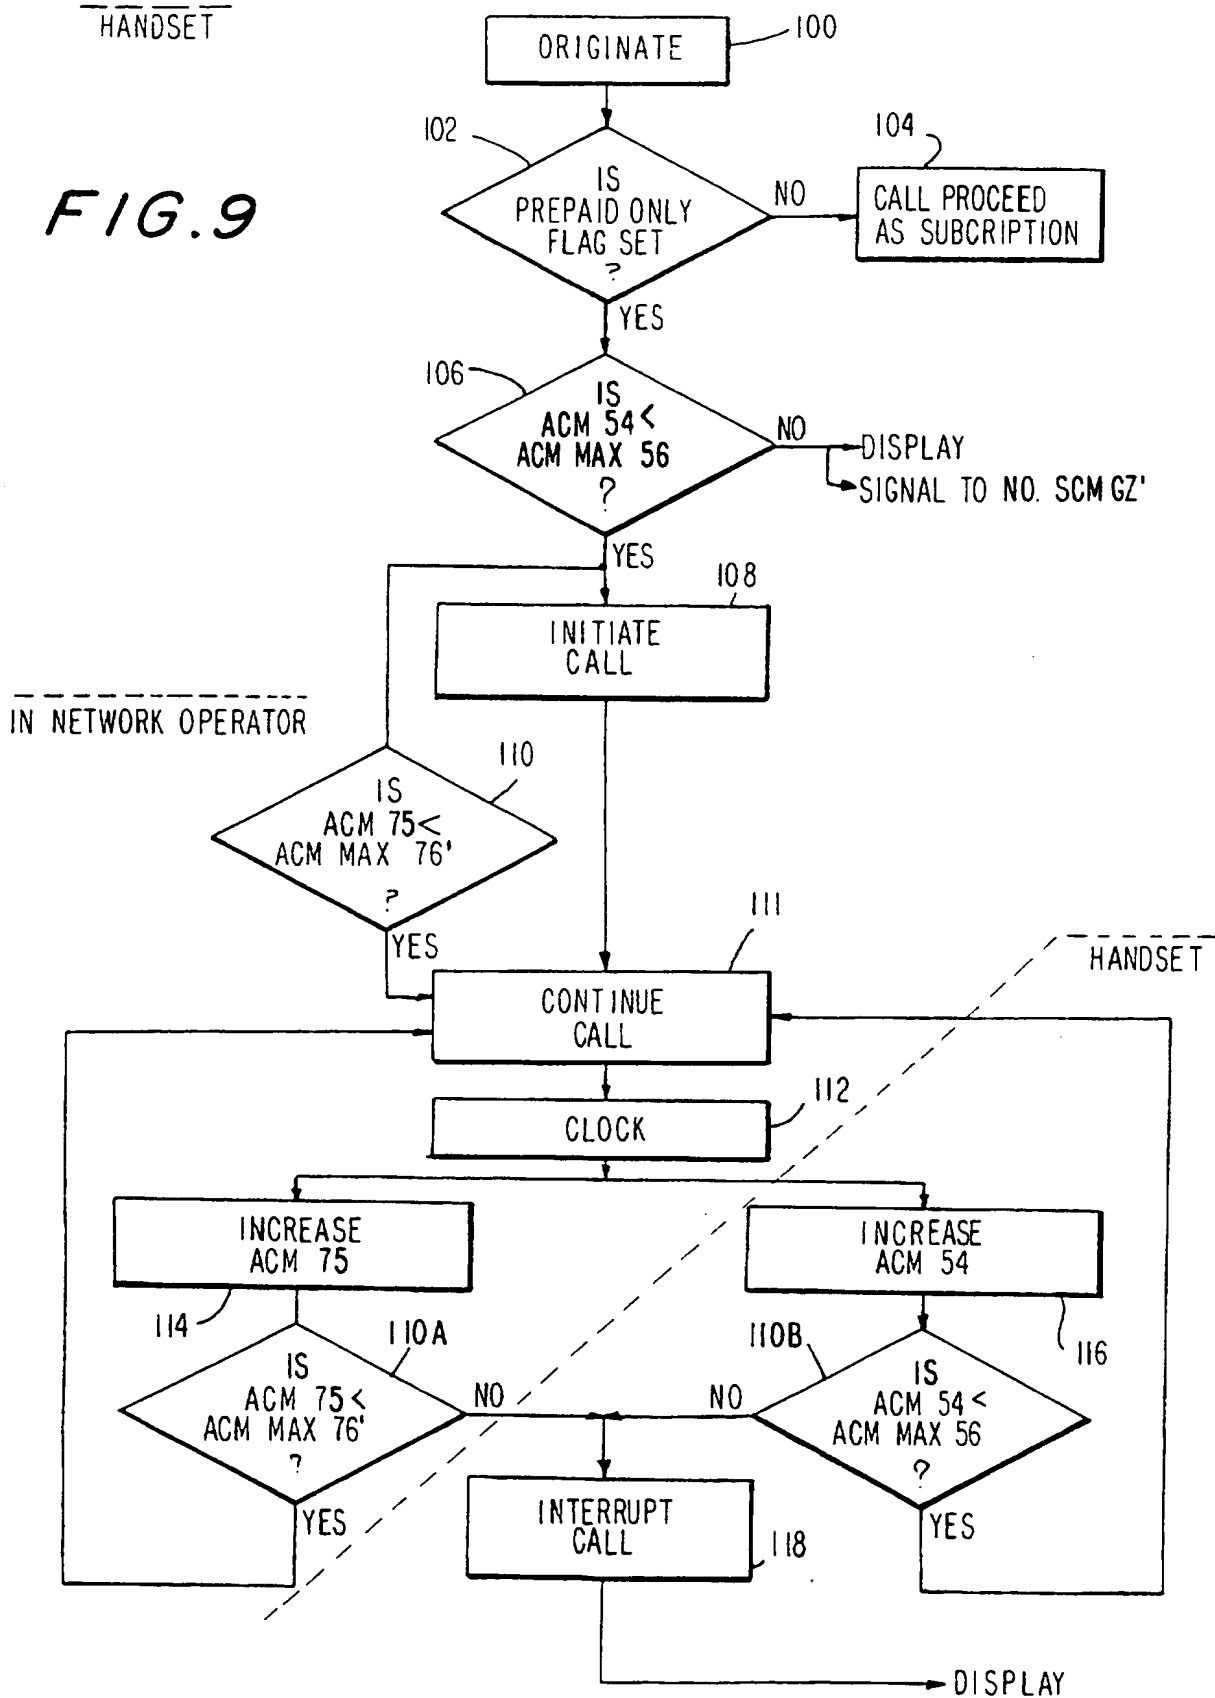 HANDSET
ORIGINATE
100
FIG.9
102
IS
PREPAID ONLY
FLAG SET
?
NO
104
CALL PROCEED
AS SUBCRIPTION
YES
106
IS
ACM 54<
ACM MAX 56
?
NO
DISPLAY
SIGNAL TO NO. SCM GZ'
YES
108
INITIATE
CALL
IN NETWORK OPERATOR
110
IS
ACM 75<
ACM MAX 76'
?
YES
111
CONTINUE
CALL
HANDSET
112
CLOCK
INCREASE
ACM 75
114
INCREASE
ACM 54
116
110A
IS
ACM 75<
ACM MAX 76'
?
NO
YES
110B
IS
ACM 54<
ACM MAX 56
?
NO
YES
INTERRUPT
CALL
118
DISPLAY